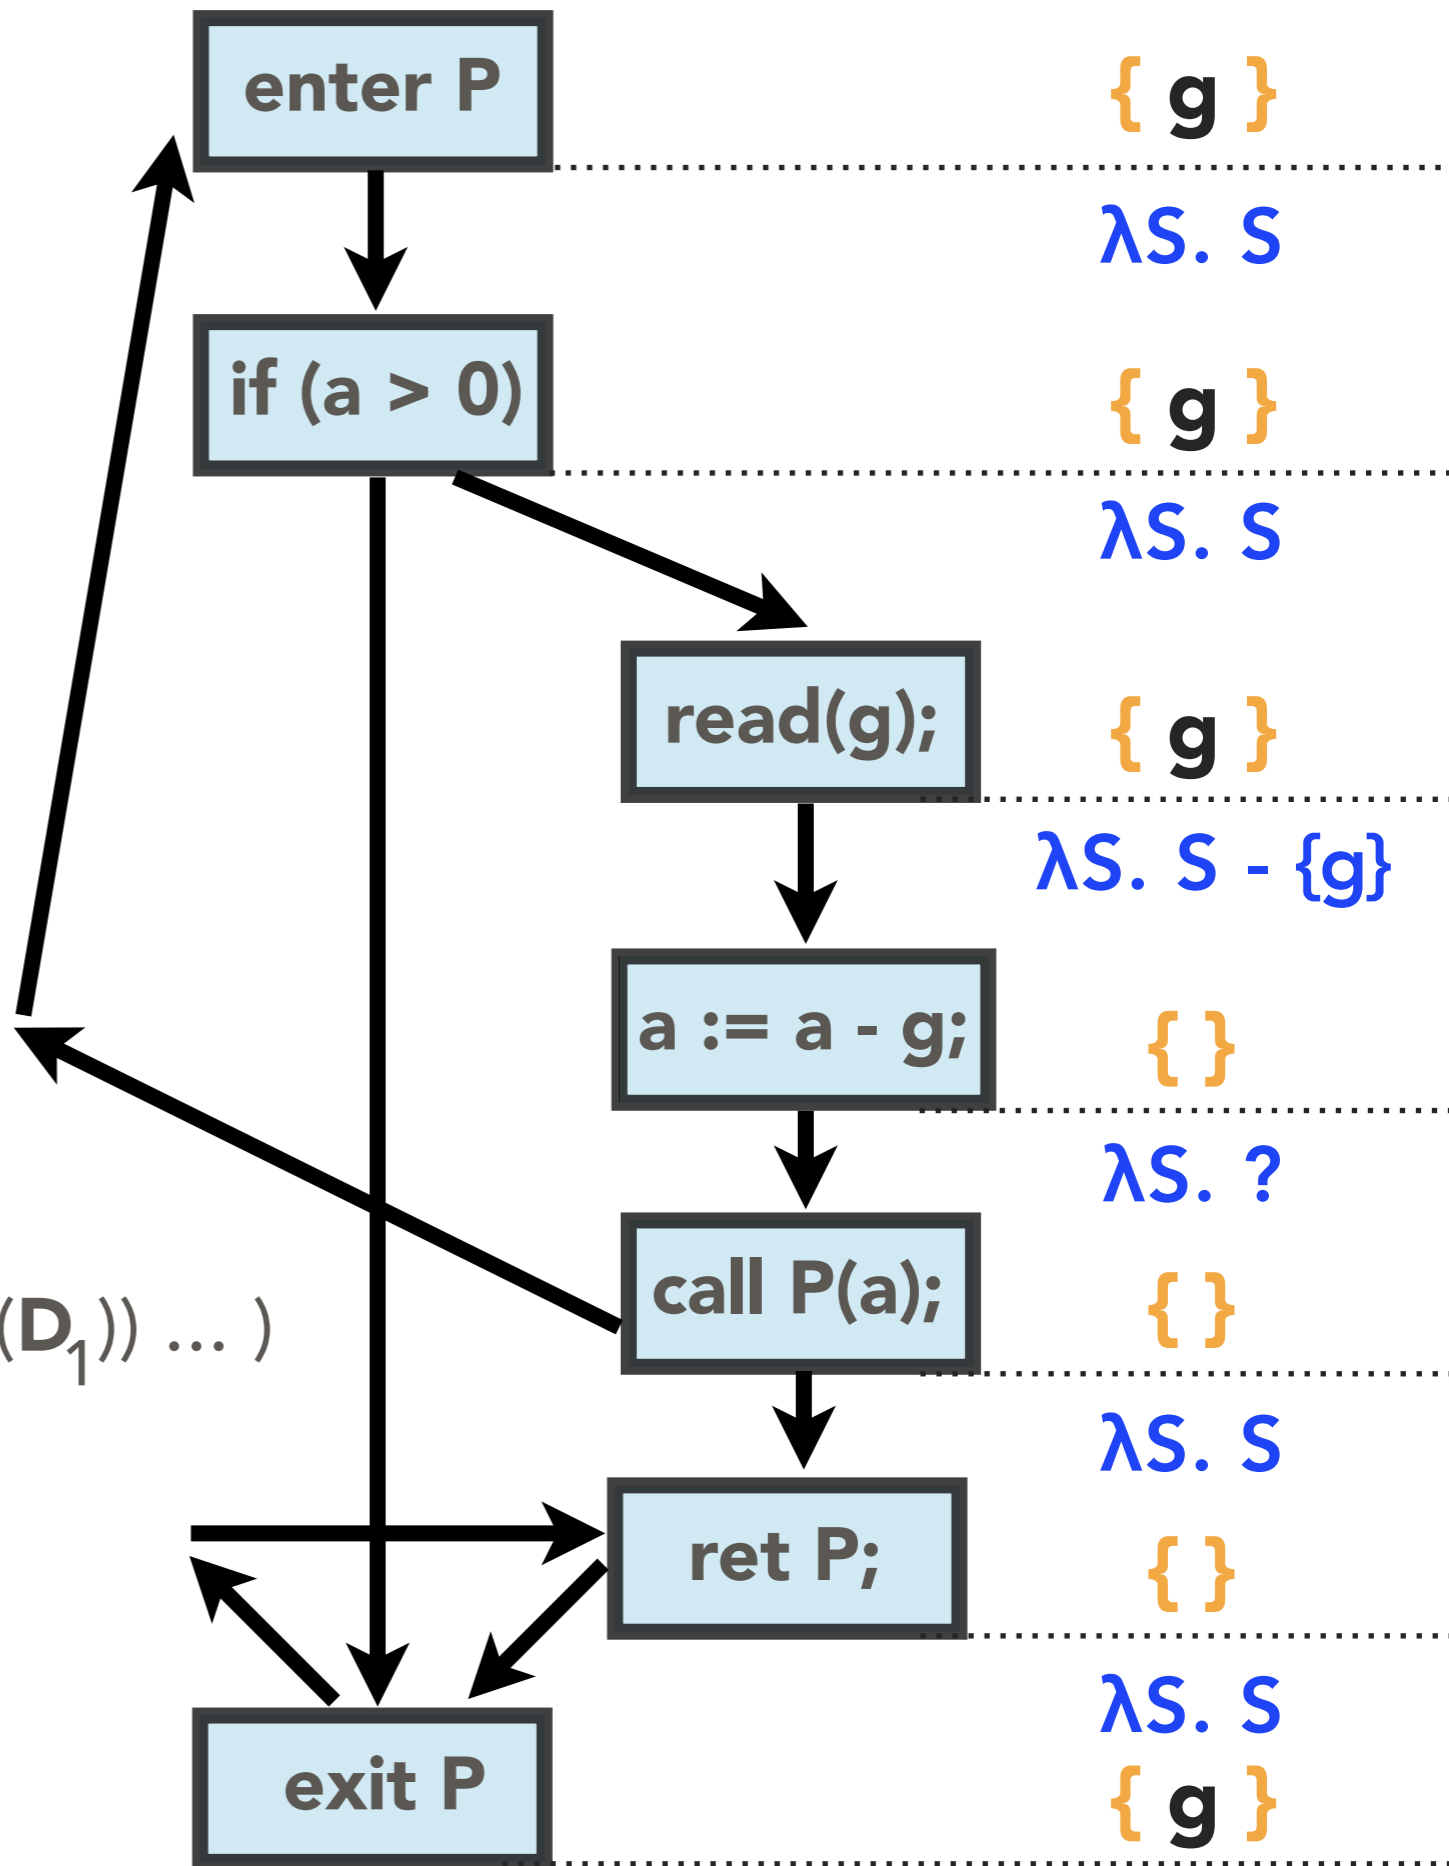 enter P
{ g }
λS. S
if (a > 0)
{ g }
λS. S
read(g);
{ g }
λS. S - {g}
a := a - g;
{ }
λS. ?
call P(a);
{ }
(D1)) ... )
λS. S
ret P;
{ }
λS. S
exit P
{ g }